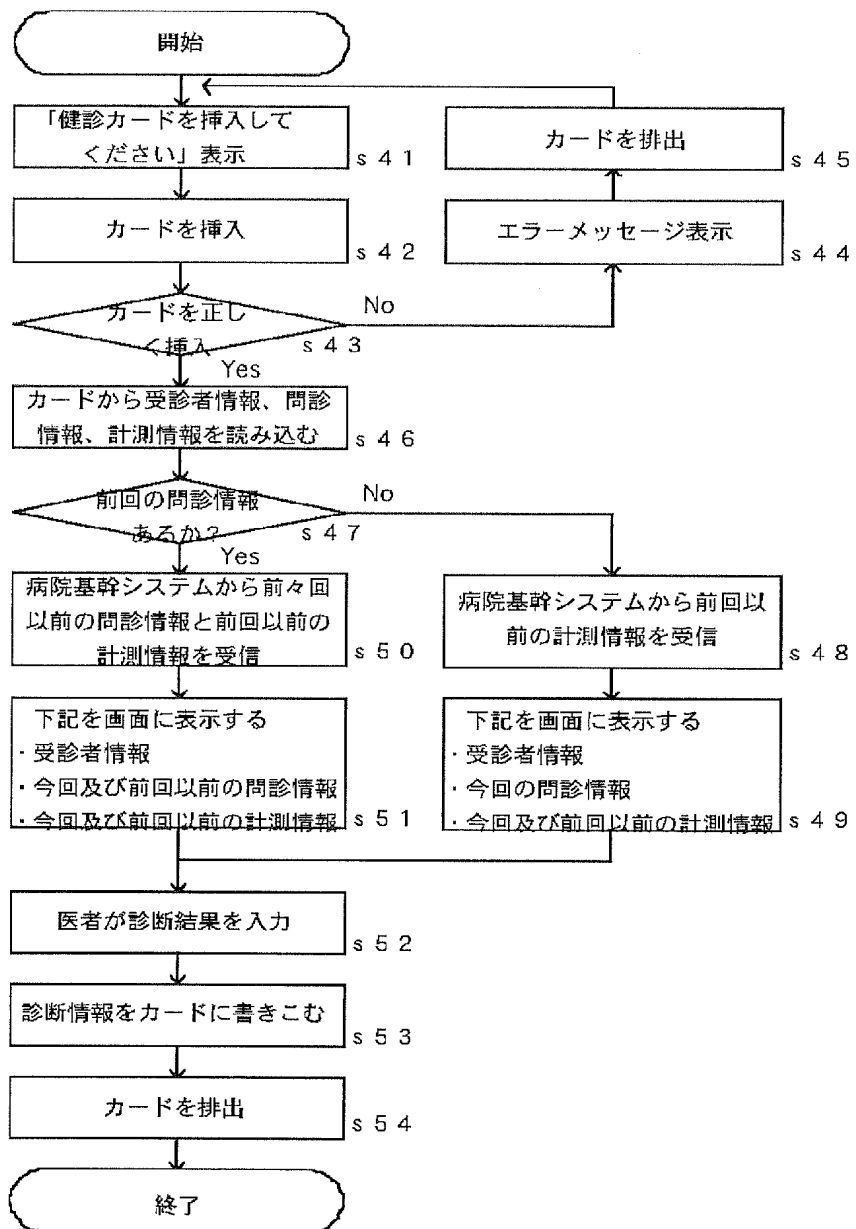 開始
「健診カードを挿入して
ください」表示
s41
カードを排出
s45
カードを挿入
s42
エラーメッセージ表示
s44
カードを正し
く挿入
s43
No
Yes
カードから受診者情報、問診
情報、計測情報を読み込む
s46
前回の問診情報
あるか?
s47
No
Yes
病院基幹システムから前々回
以前の問診情報と前回以前の
計測情報を受信
s50
病院基幹システムから前回以
前の計測情報を受信
s48
下記を画面に表示する
・受診者情報
・今回及び前回以前の問診情報
・今回及び前回以前の計測情報
s51
下記を画面に表示する
・受診者情報
・今回の問診情報
・今回及び前回以前の計測情報
s49
医者が診断結果を入力
s52
診断情報をカードに書きこむ
s53
カードを排出
s54
終了